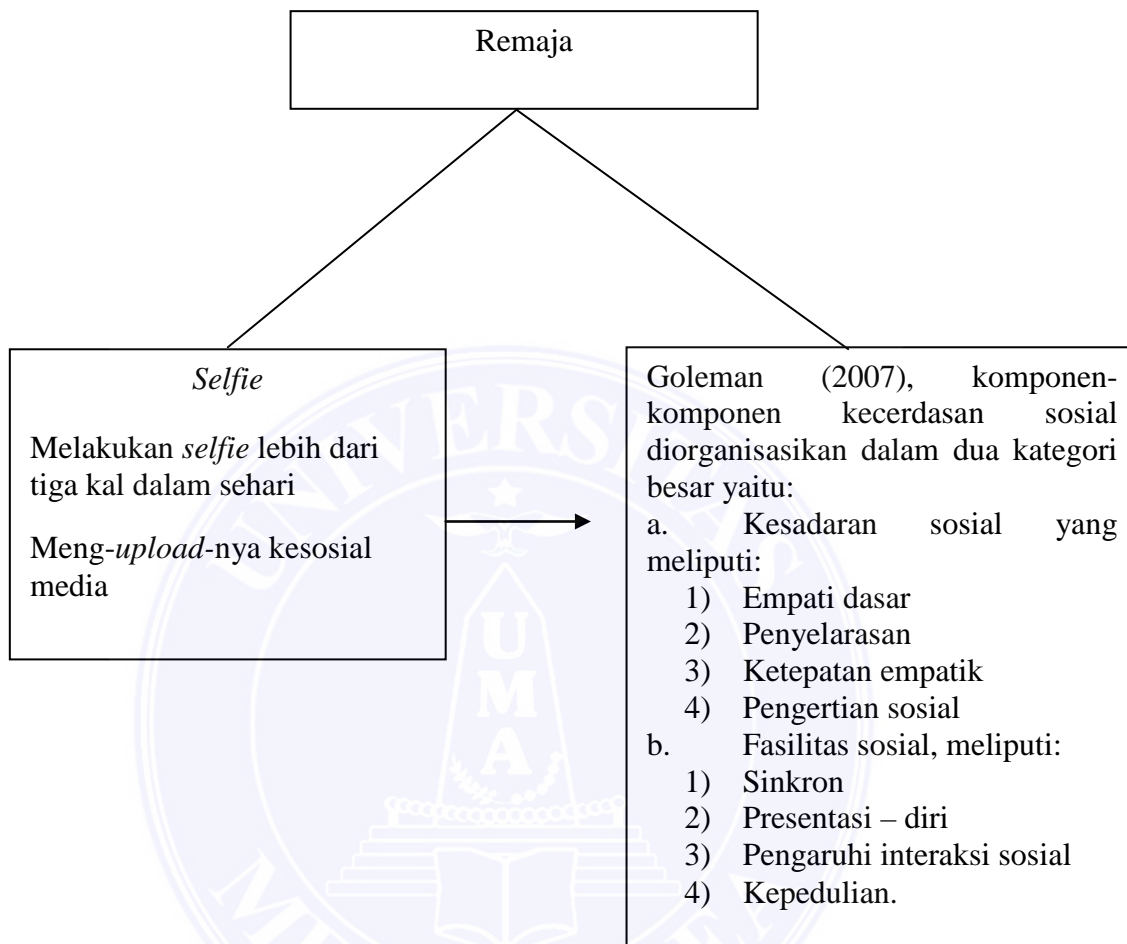 Remaja
Selfie
Melakukan selfie lebih dari
tiga kal dalam sehari
Meng-upload-nya kesosial
media
Goleman (2007), komponen-
komponen kecerdasan sosial
diorganisasikan dalam dua kategori
besar yaitu:
a. Kesadaran sosial yang
meliputi:
1) Empati dasar
2) Penyelarasan
3) Ketepatan empatik
4) Pengertian sosial
b. Fasilitas sosial, meliputi:
1) Sinkron
2) Presentasi – diri
3) Pengaruhi interaksi sosial
4) Kepedulian.
UNIVERSITAS
UMA